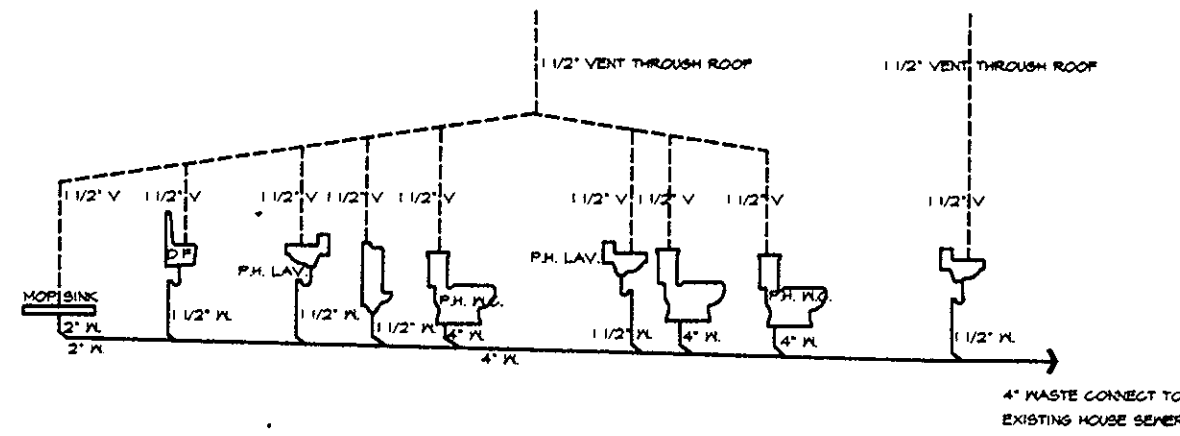 1 1/2" VENT THROUGH ROOF
1 1/2" VENT THROUGH ROOF
1 1/2" V
1 1/2" V
1 1/2" V
1 1/2" V
1 1/2" V
1 1/2" V
1 1/2" V
1 1/2" V
1 1/2" V
D.F.
P.H. LAV.
P.H. LAV.
MOP SINK
P.H. W.C.
P.H. W.C.
2" W.
1 1/2" W.
1 1/2" W.
1 1/2" W.
4" W.
1 1/2" W.
4" W.
4" W.
1 1/2" W.
2" W.
4" W.
4" WASTE CONNECT TO
EXISTING HOUSE SEWER